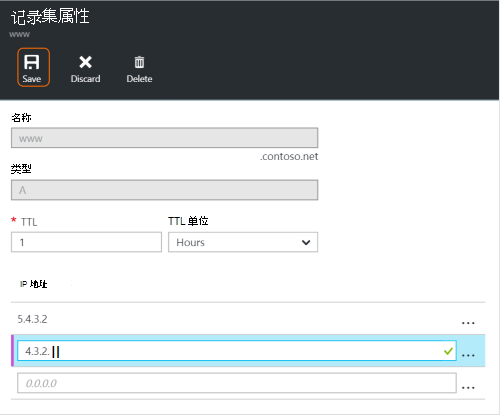 记录集属性
www
Save Discard Delete
名称
www
.contoso.net
类型
A
* TTL TTL 单位
1 Hours
IP 地址
5.4.3.2 ...
4.3.2. ...
0.0.0.0 ...